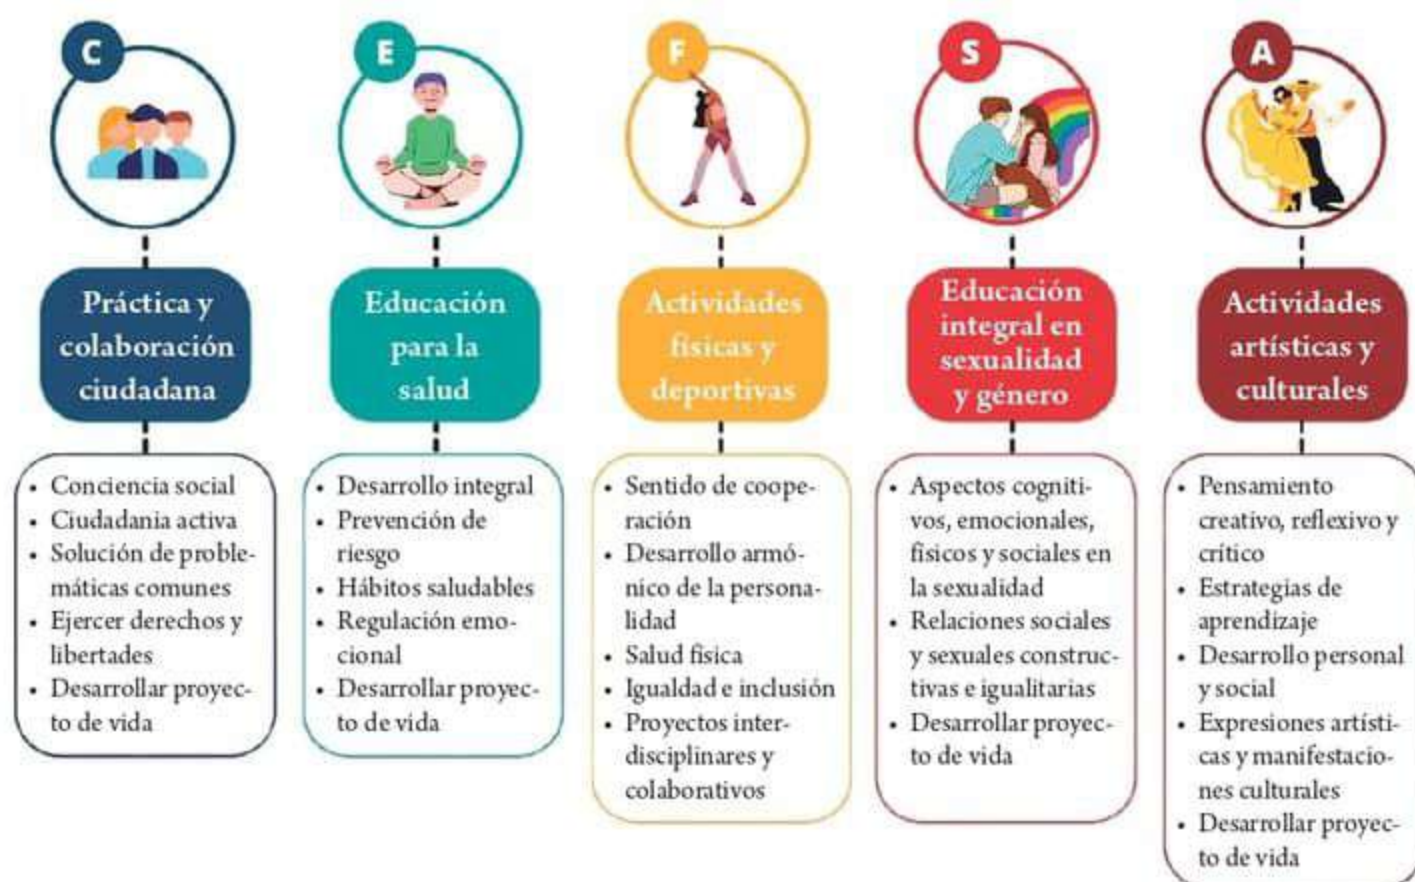 C
Práctica y
colaboración
ciudadana
• Conciencia social
• Ciudadania activa
• Solución de proble-
máticas comunes
• Ejercer derechos y
libertades
• Desarrollar proyec-
to de vida
E
Educación
para la
salud
• Desarrollo integral
• Prevención de
riesgo
• Hábitos saludables
• Regulación emo-
cional
• Desarrollar proyec-
to de vida
F
Actividades
físicas y
deportivas
• Sentido de coope-
ración
• Desarrollo armó-
nico de la persona-
lidad
• Salud física
• Igualdad e inclusión
• Proyectos inter-
disciplinares y
colaborativos
S
Educación
integral en
sexualidad
y género
• Aspectos cogniti-
vos, emocionales,
físicos y sociales en
la sexualidad
• Relaciones sociales
y sexuales construc-
tivas e igualitarias
• Desarrollar proyec-
to de vida
A
Actividades
artísticas y
culturales
• Pensamiento
creativo, reflexivo y
crítico
• Estrategias de
aprendizaje
• Desarrollo personal
y social
• Expresiones artísti-
cas y manifestacio-
nes culturales
• Desarrollar proyec-
to de vida